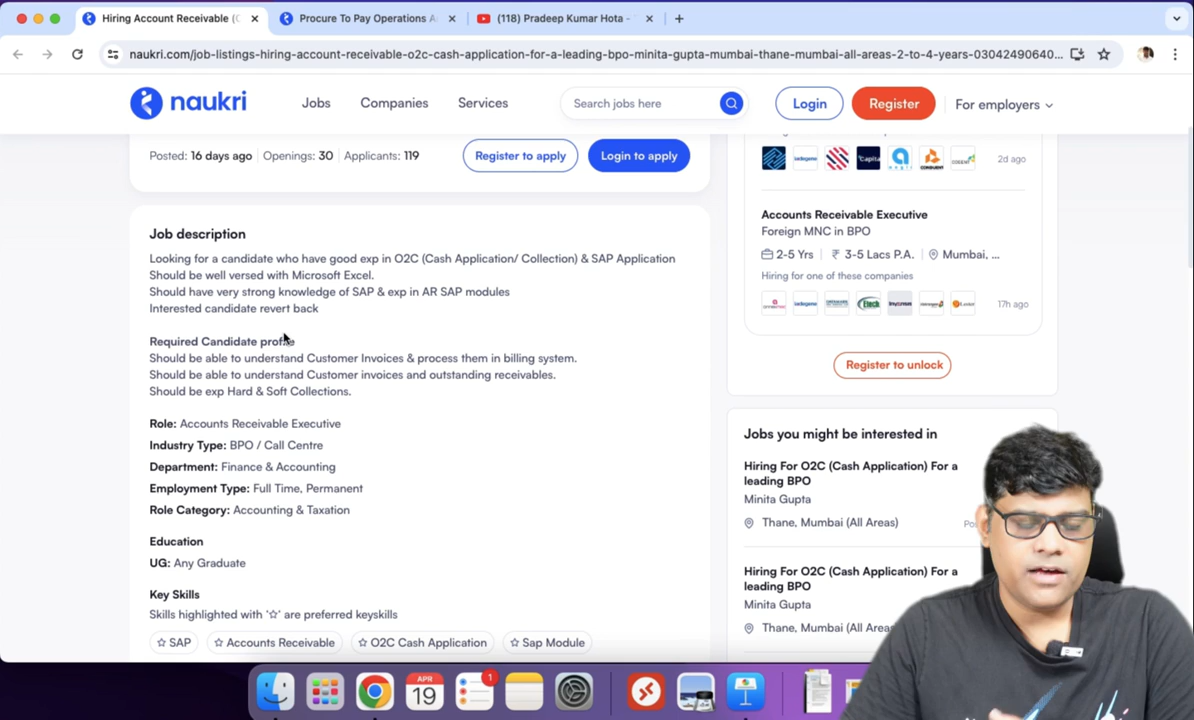 Hiring Account Receivable (
Procure To Pay Operations A
(118) Pradeep Kumar Hota -
naukri.com/job-listings-hiring-account-receivable-o2c-cash-application-for-a-leading-bpo-minita-gupta-mumbai-thane-mumbai-all-areas-2-to-4-years-03042490640...
naukri
Jobs
Companies
Services
Search jobs here
Login
Register
For employers
Posted: 16 days ago
Openings: 30
Applicants: 119
Register to apply
Login to apply
Job description
Looking for a candidate who have good exp in O2C (Cash Application/ Collection) & SAP Application
Should be well versed with Microsoft Excel.
Should have very strong knowledge of SAP & exp in AR SAP modules
Interested candidate revert back
Required Candidate profile
Should be able to understand Customer Invoices & process them in billing system.
Should be able to understand Customer invoices and outstanding receivables.
Should be exp Hard & Soft Collections.
Role: Accounts Receivable Executive
Industry Type: BPO / Call Centre
Department: Finance & Accounting
Employment Type: Full Time, Permanent
Role Category: Accounting & Taxation
Education
UG: Any Graduate
Key Skills
Skills highlighted with '☆' are preferred keyskills
☆ SAP
☆ Accounts Receivable
☆ O2C Cash Application
☆ Sap Module
Capita
2d ago
Accounts Receivable Executive
Foreign MNC in BPO
2-5 Yrs
₹ 3-5 Lacs P.A.
Mumbai, ...
Hiring for one of these companies
17h ago
Register to unlock
Jobs you might be interested in
Hiring For O2C (Cash Application) For a
leading BPO
Minita Gupta
Thane, Mumbai (All Areas)
Hiring For O2C (Cash Application) For a
leading BPO
Minita Gupta
Thane, Mumbai (All Areas
APR
19
1